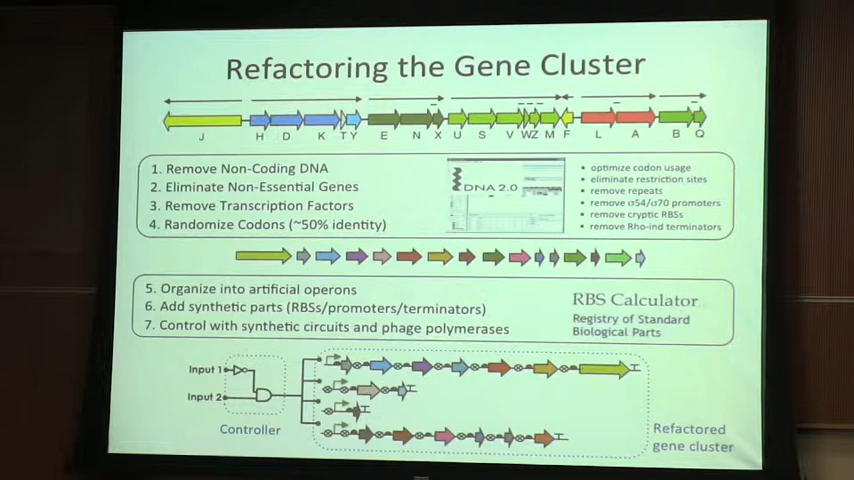 Refactoring the Gene Cluster
J H D K T Y E N X U S V W Z M F L A B Q
1. Remove Non-Coding DNA
2. Eliminate Non-Essential Genes
3. Remove Transcription Factors
4. Randomize Codons (~50% identity)
DNA 2.0
• optimize codon usage
• eliminate restriction sites
• remove repeats
• remove σ54/σ70 promoters
• remove cryptic RBSs
• remove Rho-ind terminators
5. Organize into artificial operons
6. Add synthetic parts (RBSs/promoters/terminators)
7. Control with synthetic circuits and phage polymerases
RBS Calculator
Registry of Standard
Biological Parts
Input 1
Input 2
Controller
Refactored
gene cluster